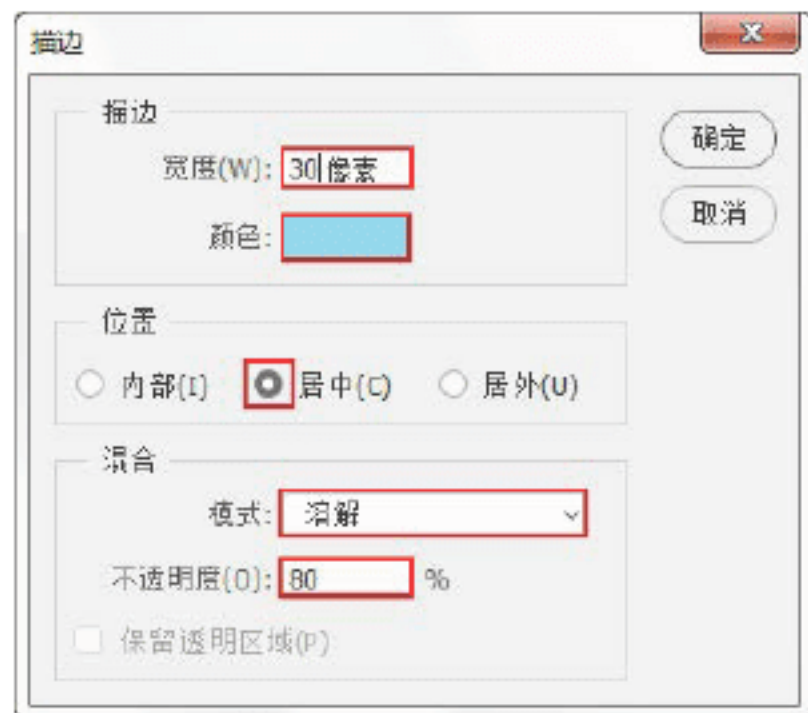 描边
描边
宽度(W): 30像素
颜色:
确定
取消
位置
内部(I) 居中(C) 居外(U)
混合
模式: 溶解
不透明度(O): 80 %
保留透明区域(P)